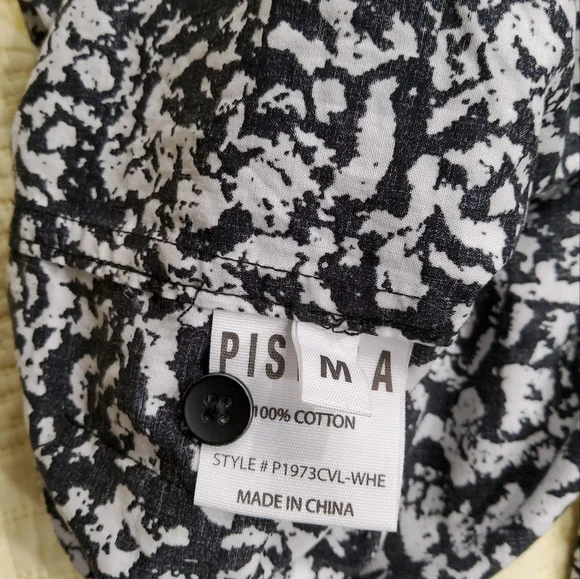 PIS A
M
100% COTTON
STYLE # P1973CVL-WHE
MADE IN CHINA